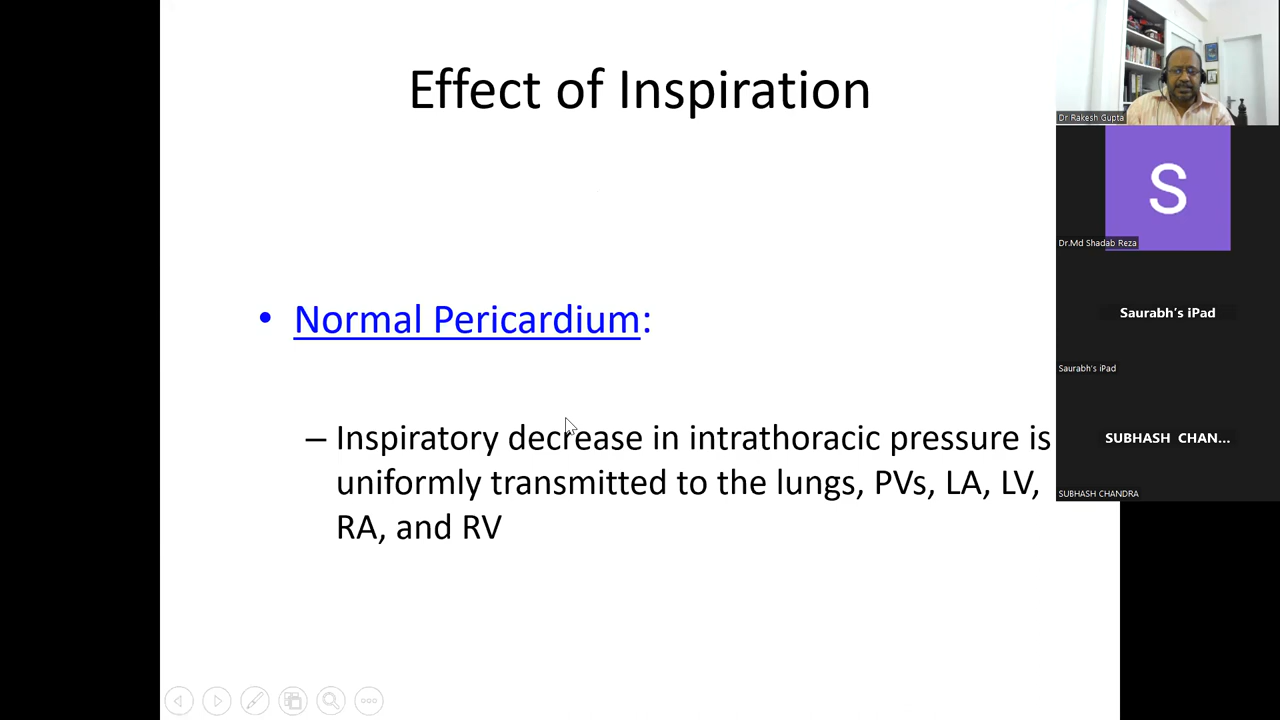 Effect of Inspiration
• Normal Pericardium:
– Inspiratory decrease in intrathoracic pressure is
uniformly transmitted to the lungs, PVs, LA, LV,
RA, and RV
Dr Rakesh Gupta
S
Dr.Md Shadab Reza
Saurabh's iPad
Saurabh's iPad
SUBHASH CHAN...
SUBHASH CHANDRA